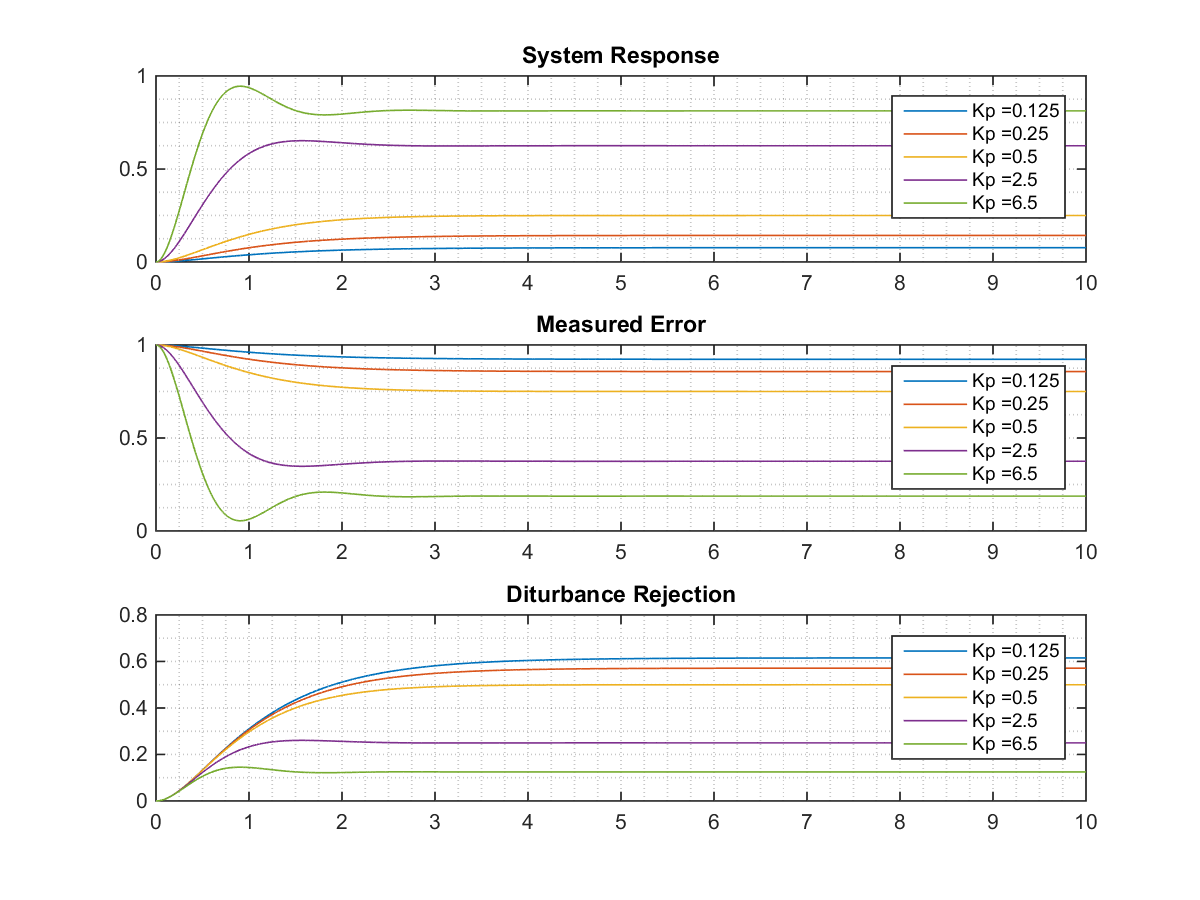 System Response
1
0.5
0
0 1 2 3 4 5 6 7 8 9 10
Kp =0.125
Kp =0.25
Kp =0.5
Kp =2.5
Kp =6.5
Measured Error
1
0.5
0
0 1 2 3 4 5 6 7 8 9 10
Kp =0.125
Kp =0.25
Kp =0.5
Kp =2.5
Kp =6.5
Diturbance Rejection
0.8
0.6
0.4
0.2
0
0 1 2 3 4 5 6 7 8 9 10
Kp =0.125
Kp =0.25
Kp =0.5
Kp =2.5
Kp =6.5